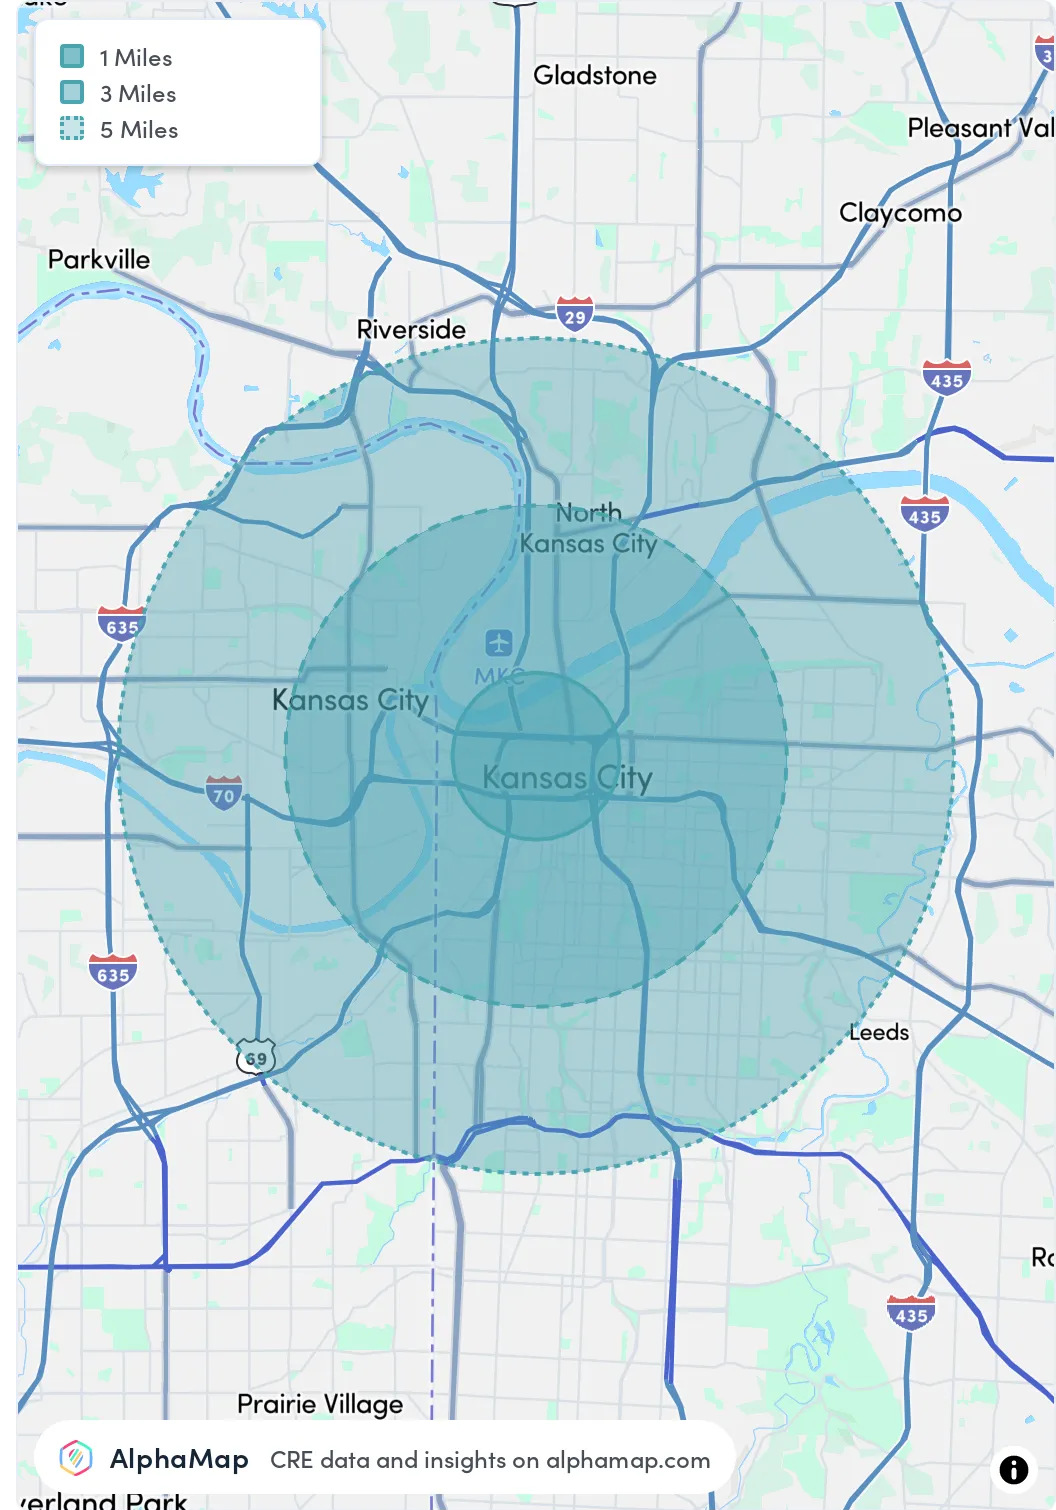 1 Miles
3 Miles
5 Miles
Gladstone
Pleasant Val
Claycomo
Parkville
29
Riverside
435
North
Kansas City
435
635
MKC
Kansas City
Kansas City
70
635
Leeds
69
435
Prairie Village
AlphaMap
CRE data and insights on alphamap.com
verland Park